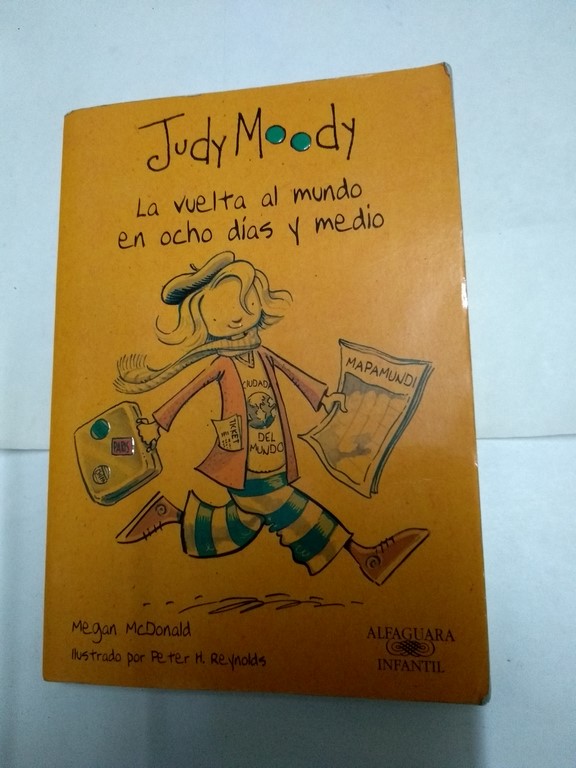 Judy Moody
La vuelta al mundo
en ocho días y medio
MAPAMUNDI
CIUDADA
DEL
MUNDO
TICKET
PARIS
Megan McDonald
Ilustrado por Peter H. Reynolds
ALFAGUARA
INFANTIL